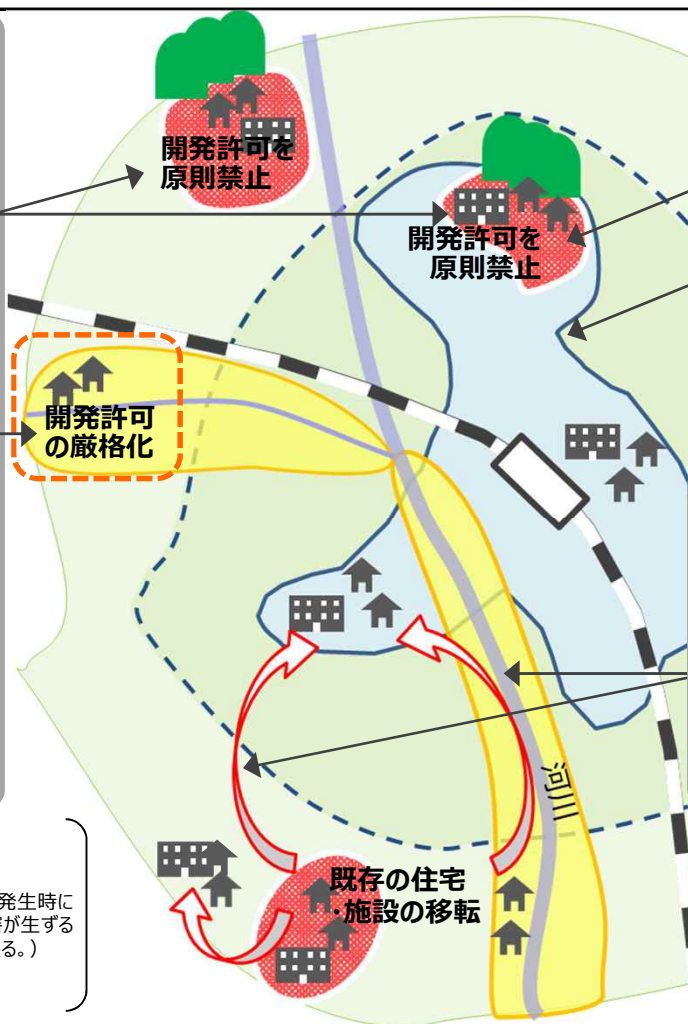 開発許可を
原則禁止
開発許可を
原則禁止
開発許可
の厳格化
河川
既存の住宅
・施設の移転
発生時に
が生ずる
る。）